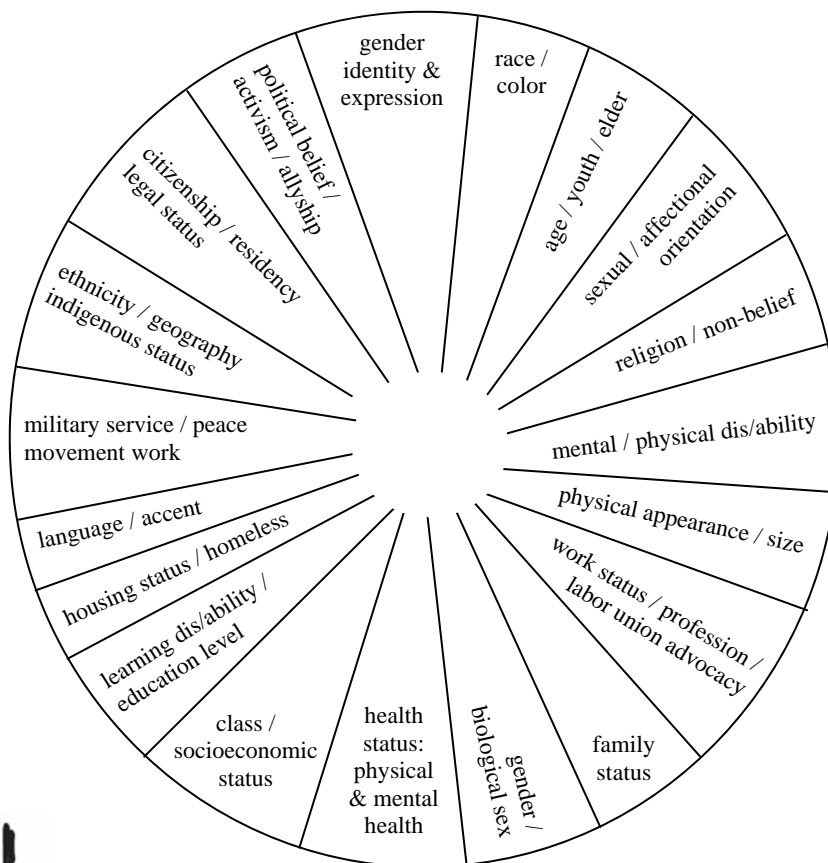 gender
identity &
expression
race /
color
age / youth / elder
sexual / affectional
orientation
religion / non-belief
mental / physical dis/ability
physical appearance / size
work status / profession /
labor union advocacy
family
status
gender /
biological sex
health
status:
physical
& mental
health
class /
socioeconomic
status
learning dis/ability /
education level
housing status / homeless
language / accent
military service / peace
movement work
ethnicity / geography
indigenous status
citizenship / residency
legal status
political belief /
activism / allyship